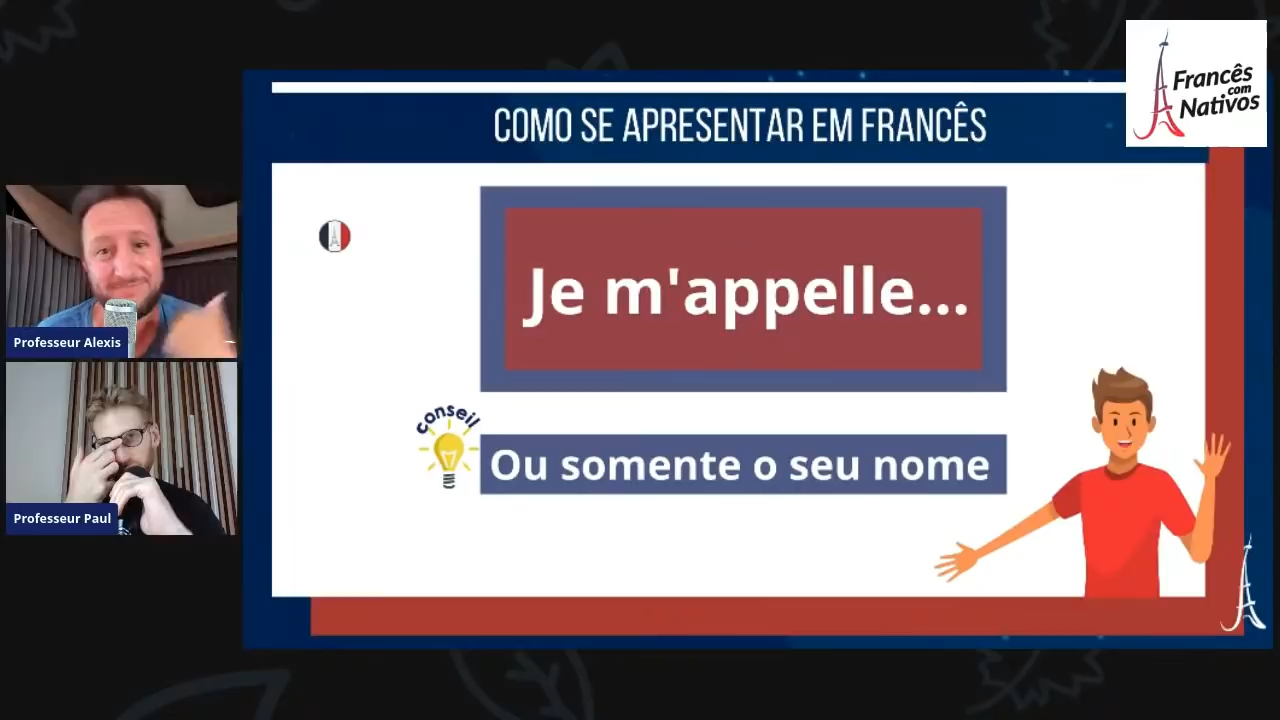 Francês
com
Nativos
COMO SE APRESENTAR EM FRANCÊS
Je m'appelle...
conseil
Ou somente o seu nome
Professeur Alexis
Professeur Paul